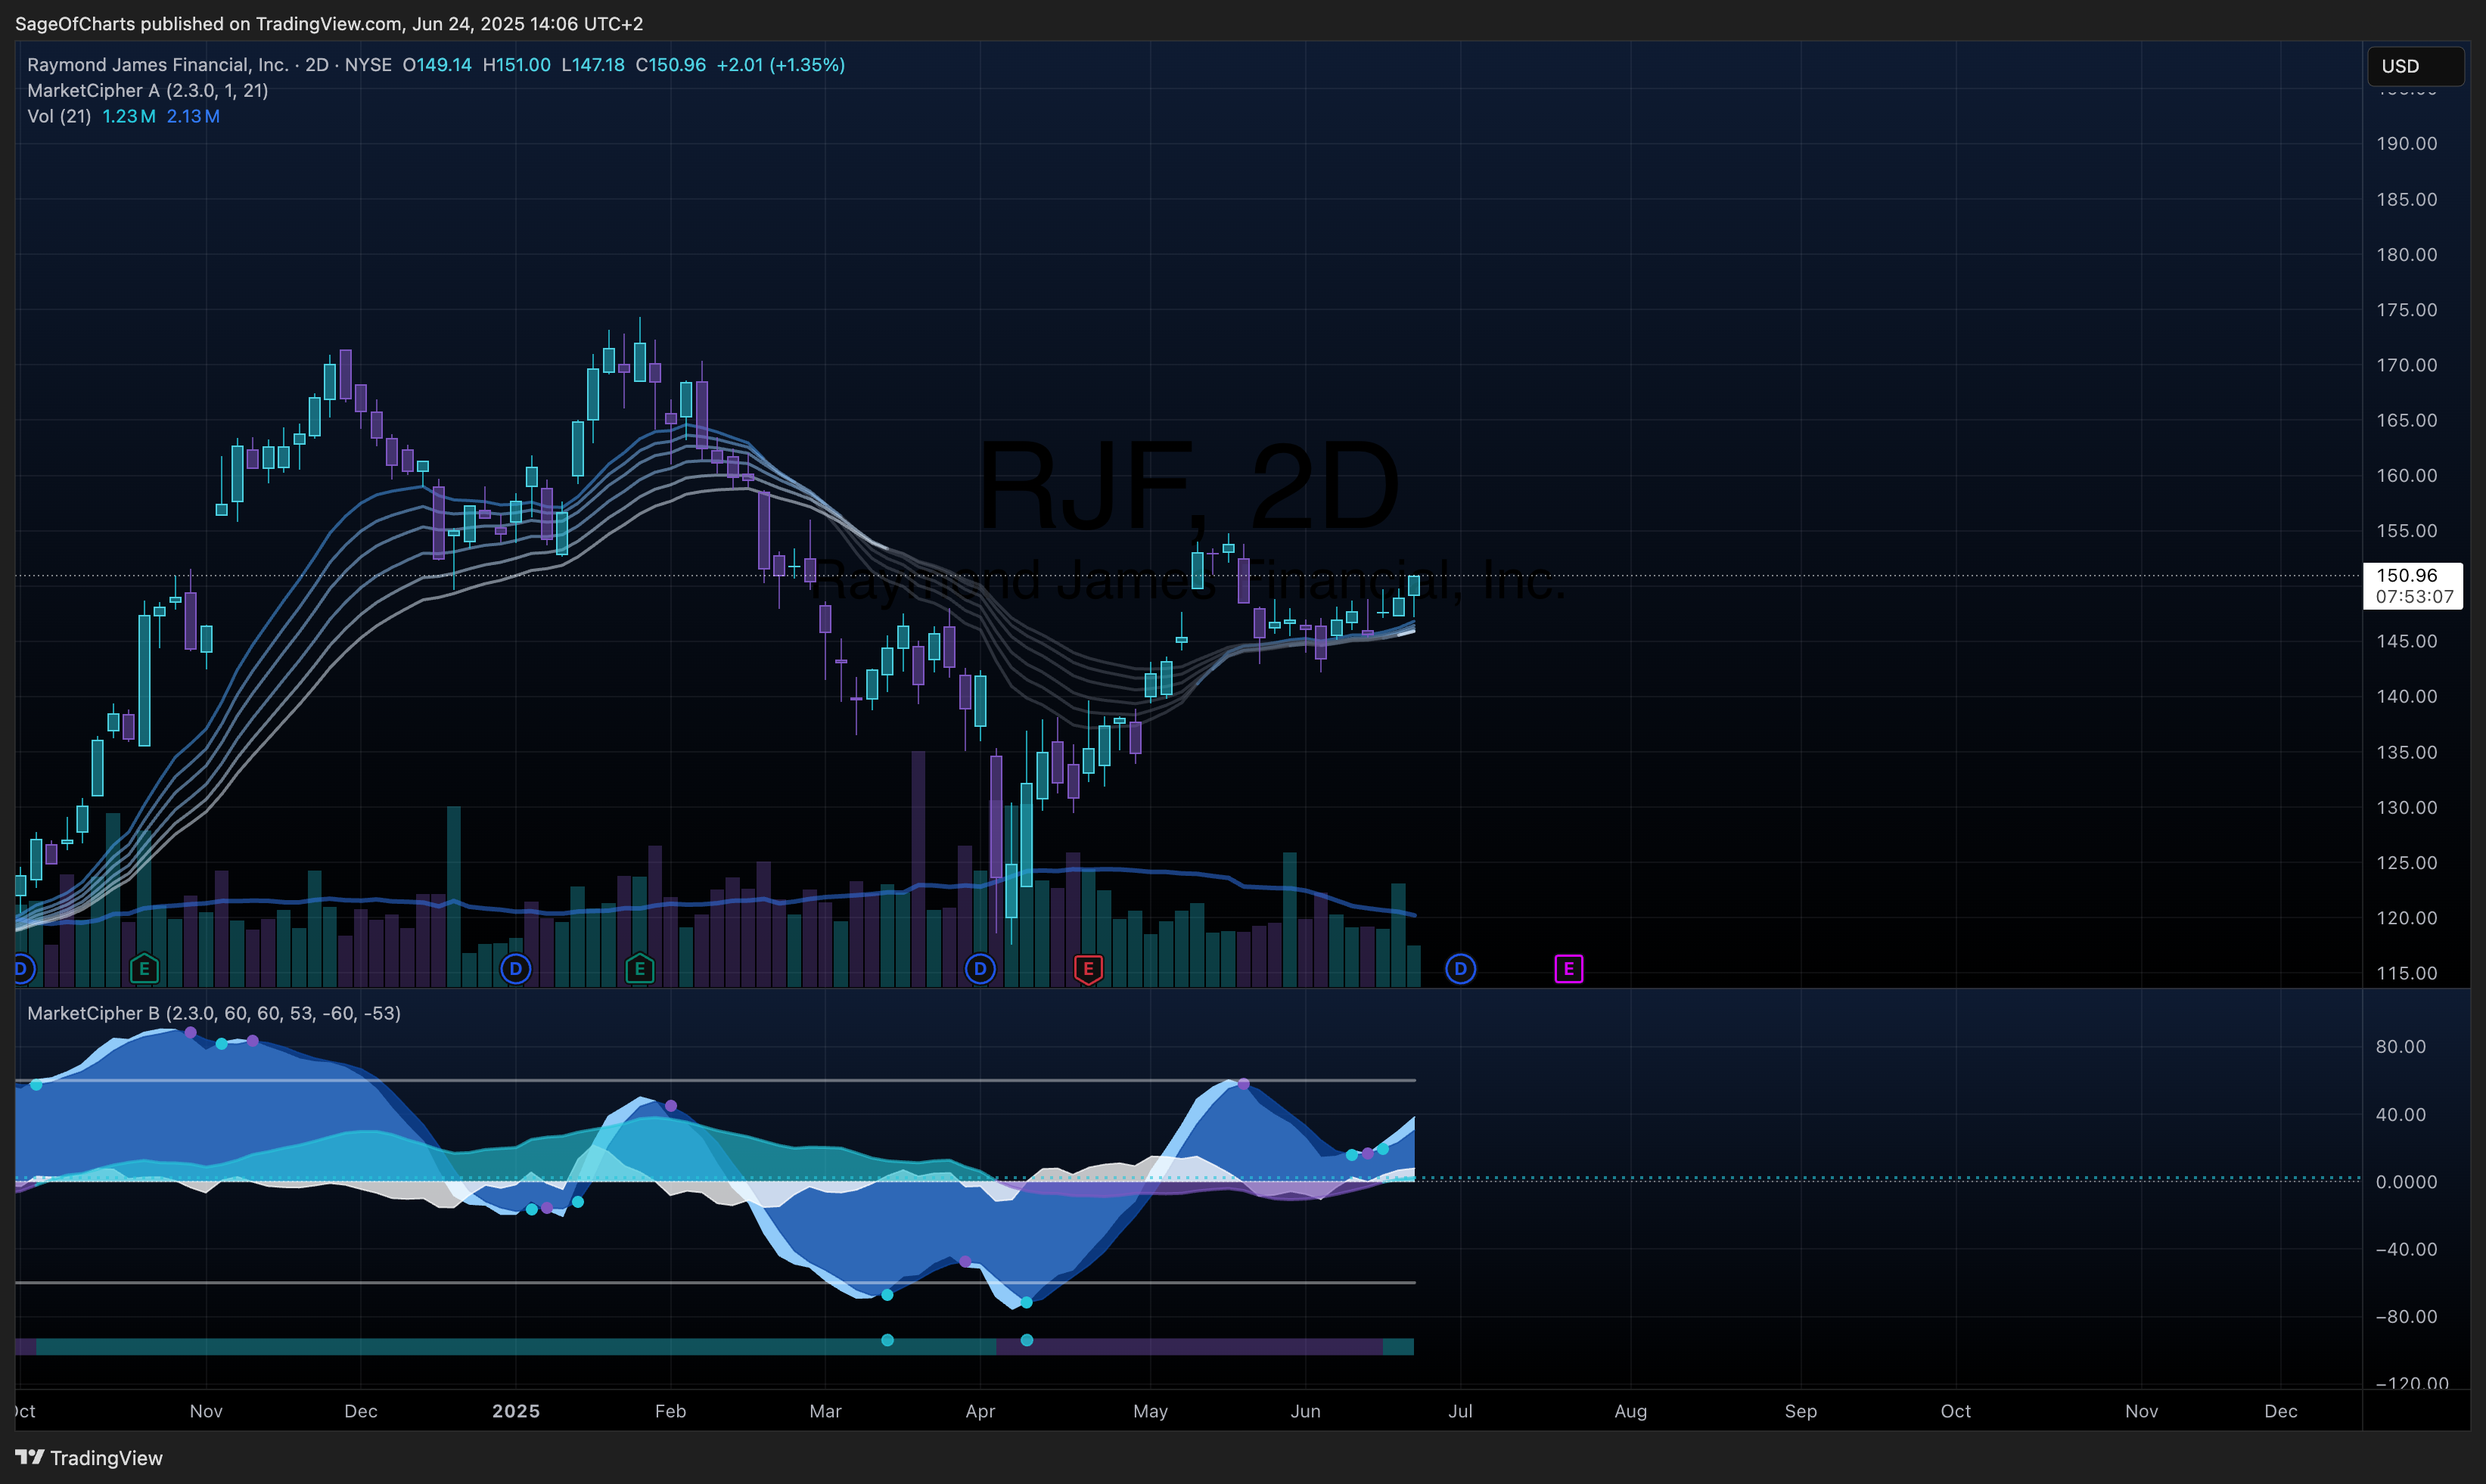 SageOfCharts published on TradingView.com, Jun 24, 2025 14:06 UTC+2
Raymond James Financial, Inc. · 2D · NYSE O149.14 H151.00 L147.18 C150.96 +2.01 (+1.35%)
MarketCipher A (2.3.0, 1, 21)
Vol (21) 1.23 M 2.13 M
USD
190.00
185.00
180.00
175.00
170.00
165.00
160.00
155.00
150.96
07:53:07
145.00
140.00
135.00
130.00
125.00
120.00
115.00
RJF, 2D
Raymond James Financial, Inc.
D E D E D E D E
MarketCipher B (2.3.0, 60, 60, 53, -60, -53)
80.00
40.00
0.0000
−40.00
−80.00
−120.00
Oct Nov Dec 2025 Feb Mar Apr May Jun Jul Aug Sep Oct Nov Dec
TradingView